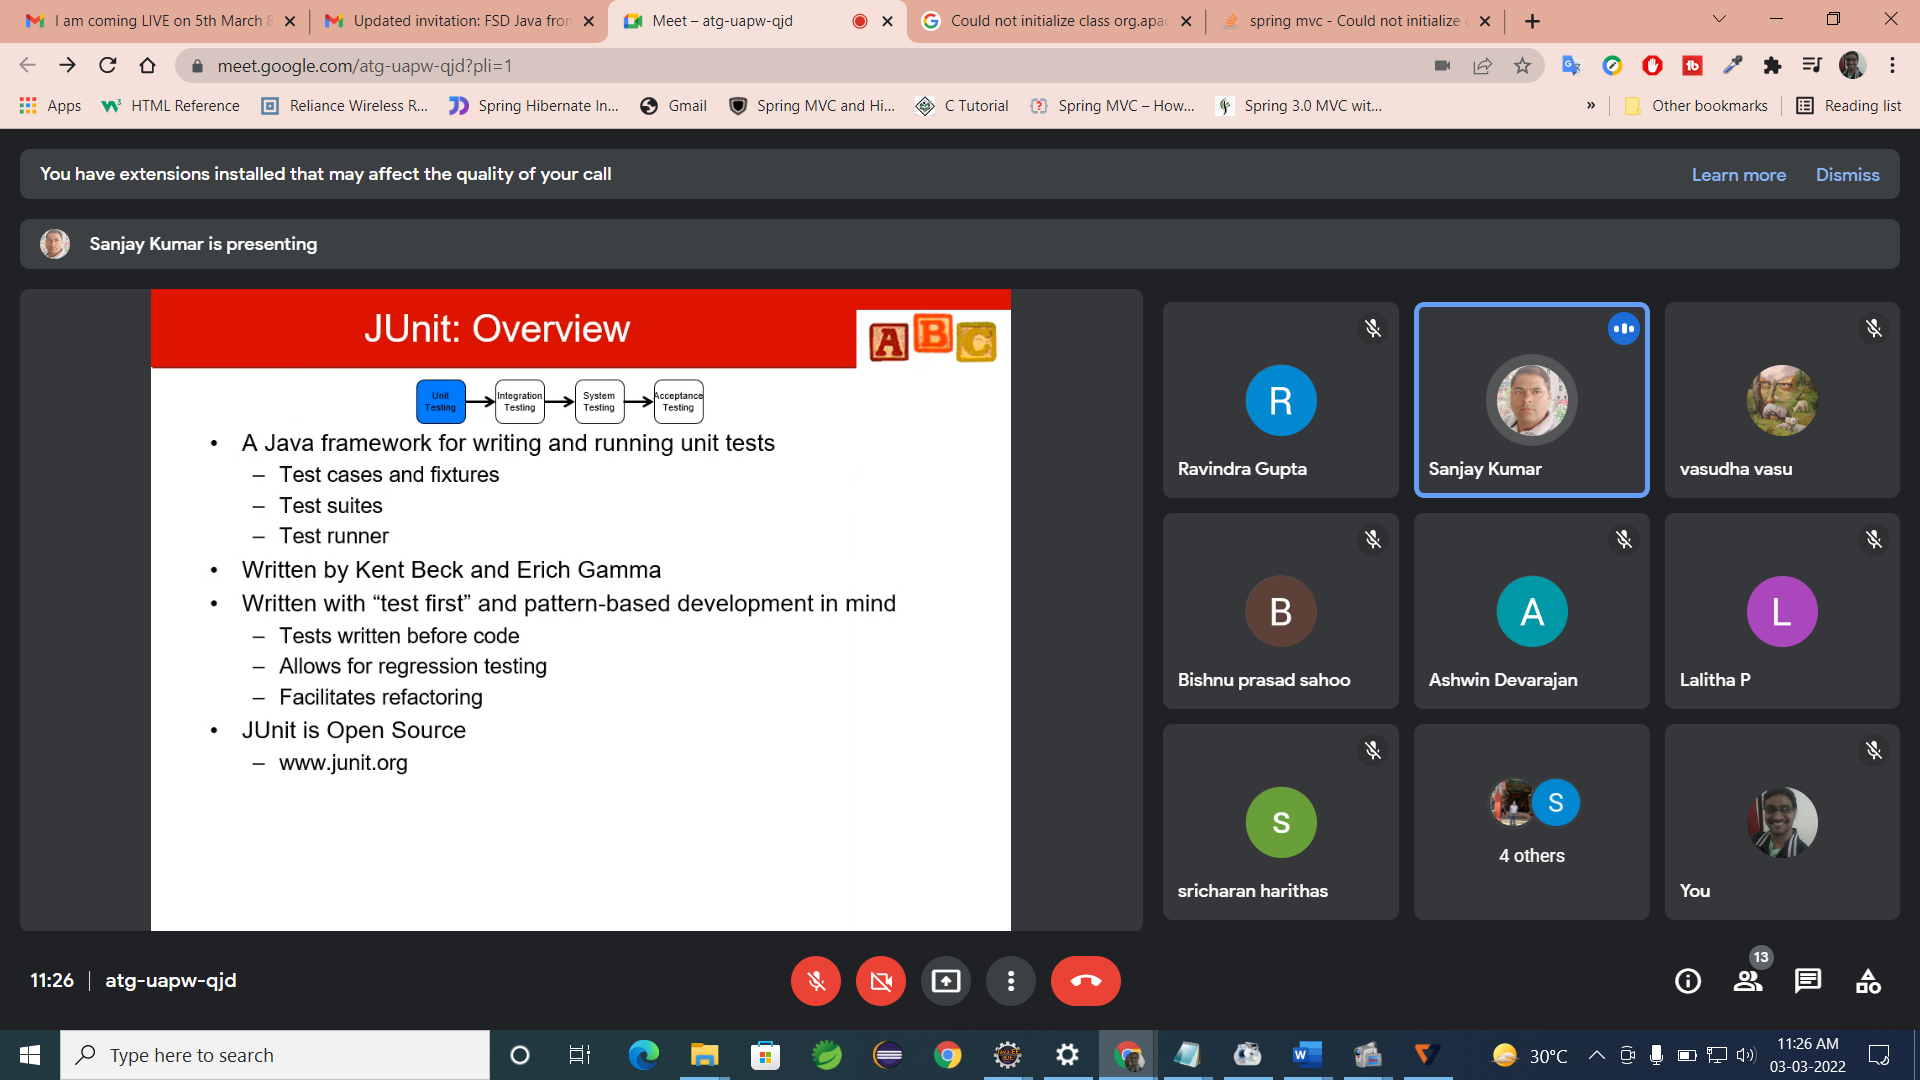 I am coming LIVE on 5th March 8
Updated invitation: FSD Java fron
Meet – atg-uapw-qjd
Could not initialize class org.apac
spring mvc - Could not initialize c
meet.google.com/atg-uapw-qjd?pli=1
Apps
HTML Reference
Reliance Wireless R...
Spring Hibernate In...
Gmail
Spring MVC and Hi...
C Tutorial
Spring MVC – How...
Spring 3.0 MVC wit...
»
Other bookmarks
Reading list
You have extensions installed that may affect the quality of your call
Learn more
Dismiss
Sanjay Kumar is presenting
JUnit: Overview
A B C
Unit Testing
Integration Testing
System Testing
Acceptance Testing
• A Java framework for writing and running unit tests
– Test cases and fixtures
– Test suites
– Test runner
• Written by Kent Beck and Erich Gamma
• Written with “test first” and pattern-based development in mind
– Tests written before code
– Allows for regression testing
– Facilitates refactoring
• JUnit is Open Source
– www.junit.org
R
Ravindra Gupta
Sanjay Kumar
vasudha vasu
B
Bishnu prasad sahoo
A
Ashwin Devarajan
L
Lalitha P
S
sricharan harithas
S
4 others
You
11:26
atg-uapw-qjd
13
Type here to search
30°C
11:26 AM
03-03-2022